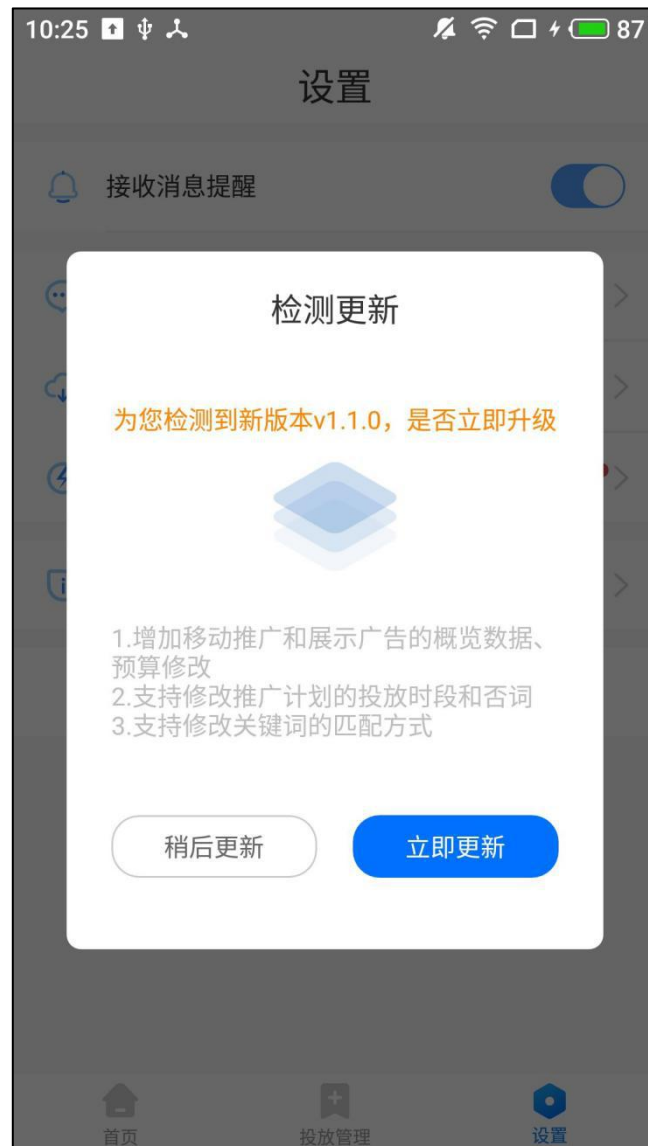 10:25
87
设置
接收消息提醒
检测更新
为您检测到新版本v1.1.0，是否立即升级
1.增加移动推广和展示广告的概览数据、
预算修改
2.支持修改推广计划的投放时段和否词
3.支持修改关键词的匹配方式
稍后更新
立即更新
首页
投放管理
设置